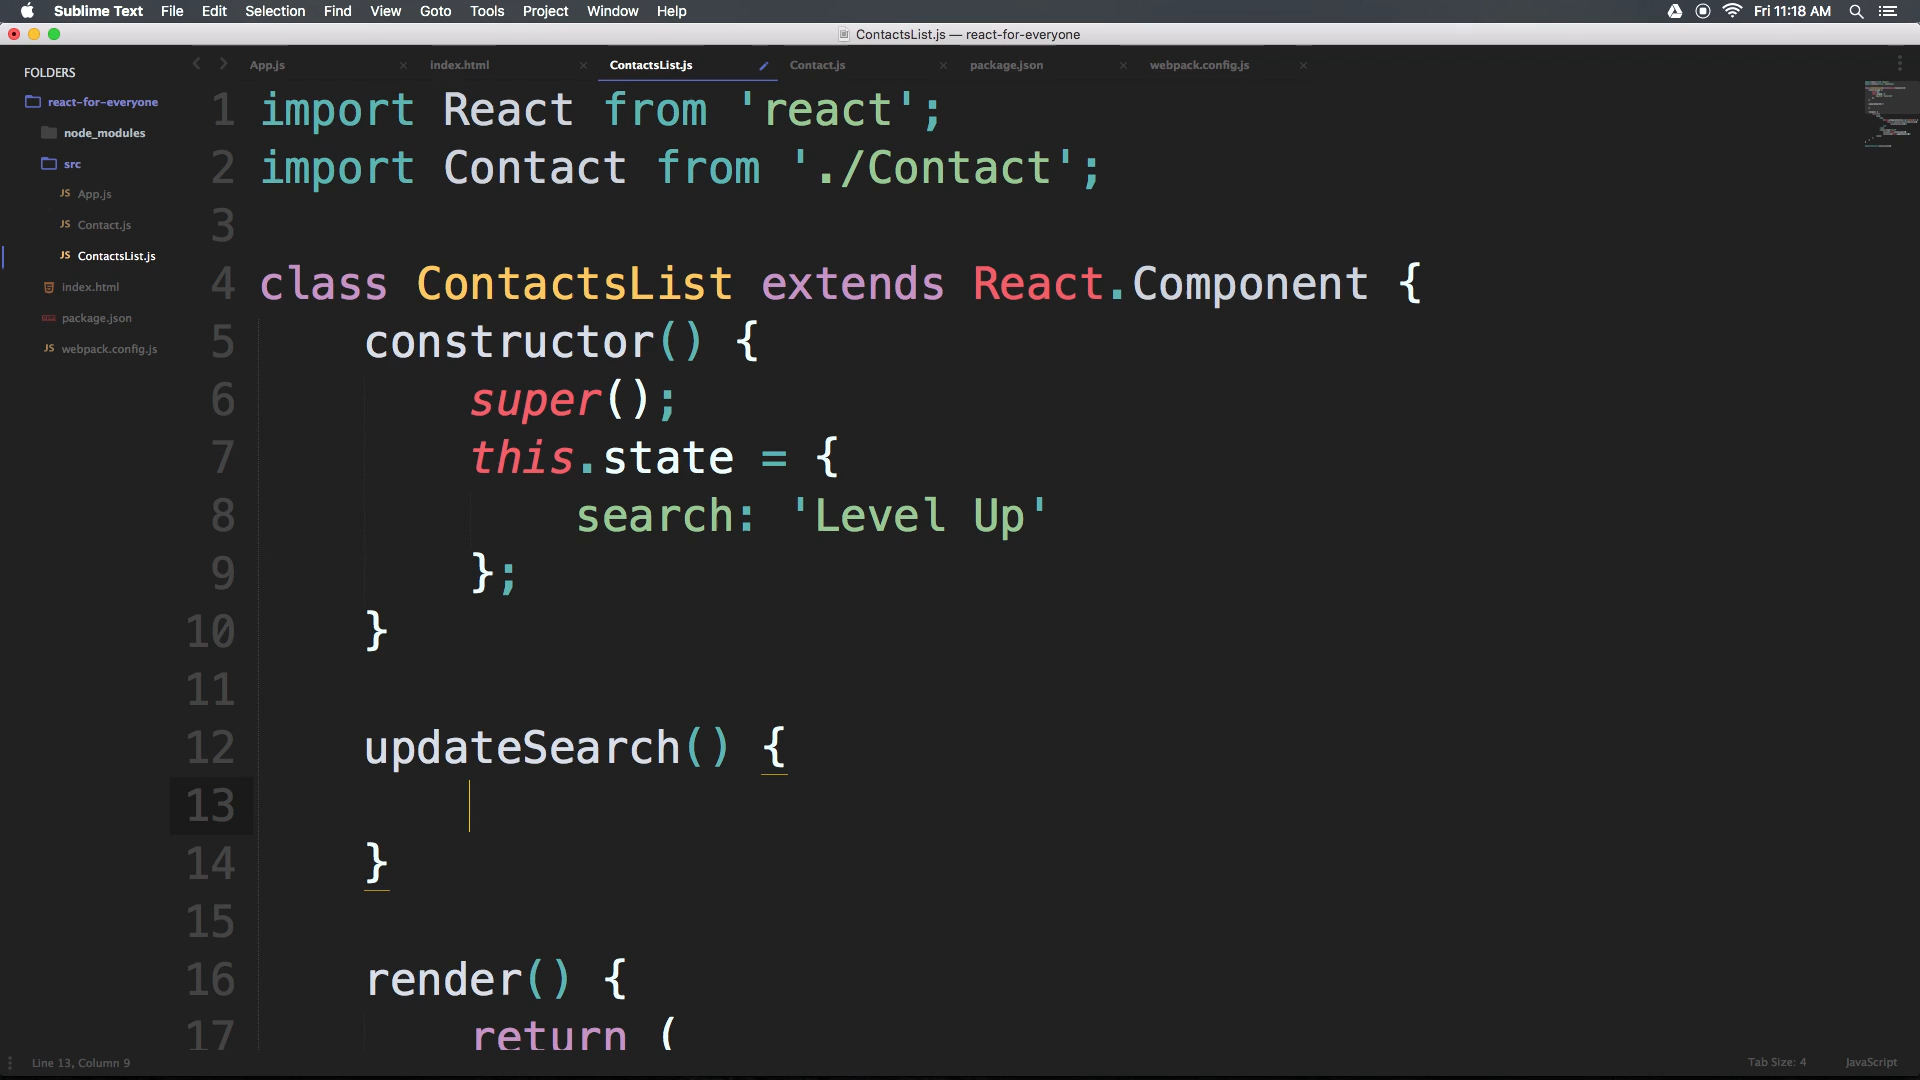 Sublime Text File Edit Selection Find View Goto Tools Project Window Help Fri 11:18 AM
ContactsList.js — react-for-everyone
FOLDERS
react-for-everyone
node_modules
src
JS App.js
JS Contact.js
JS ContactsList.js
index.html
package.json
JS webpack.config.js
App.js index.html ContactsList.js Contact.js package.json webpack.config.js
1 import React from 'react';
2 import Contact from './Contact';
3
4 class ContactsList extends React.Component {
5 constructor() {
6 super();
7 this.state = {
8 search: 'Level Up'
9 };
10 }
11
12 updateSearch() {
13
14 }
15
16 render() {
17 return (
Line 13, Column 9 Tab Size: 4 JavaScript